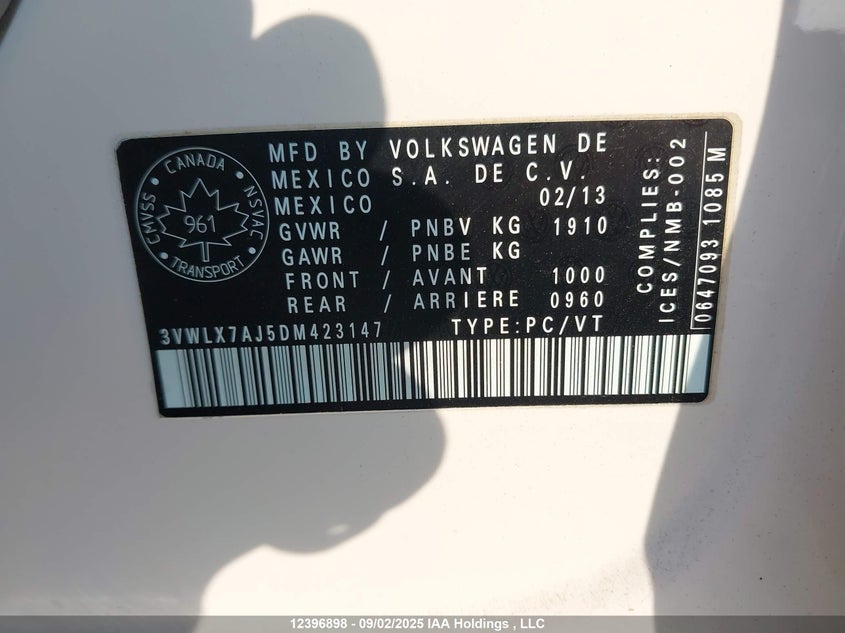 CANADA
CMVSS
NSVAC
961
TRANSPORT
MFD BY VOLKSWAGEN DE
MEXICO S.A. DE C.V.
MEXICO 02/13
GVWR / PNBV KG 1910
GAWR / PNBE KG
FRONT / AVANT 1000
REAR / ARRIERE 0960
3VWLX7AJ5DM423147 TYPE:PC/VT
COMPLIES:
ICES/NMB-002
0647093 1085 M
12396898 - 09/02/2025 IAA Holdings , LLC